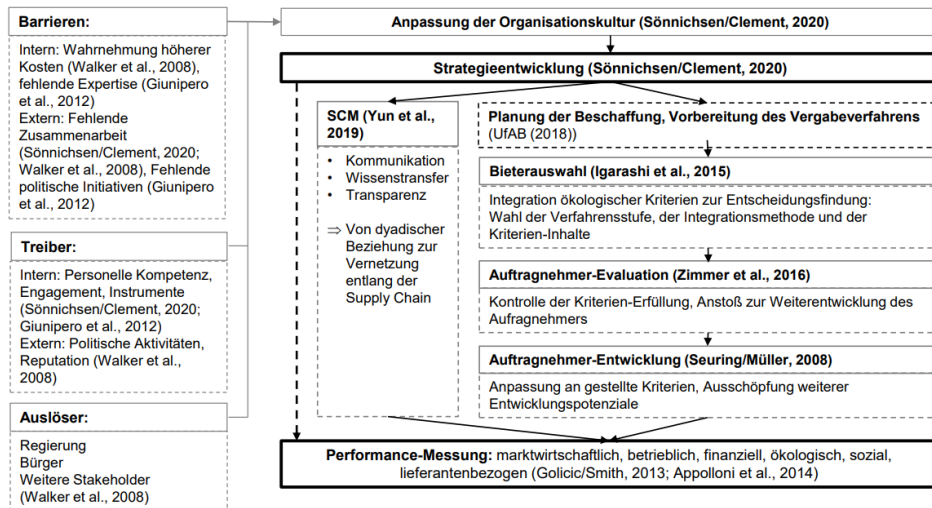 Barrieren:
Intern: Wahrnehmung höherer
Kosten (Walker et al., 2008),
fehlende Expertise (Giunipero
et al., 2012)
Extern: Fehlende
Zusammenarbeit
(Sönnichsen/Clement, 2020;
Walker et al., 2008), Fehlende
politische Initiativen (Giunipero
et al., 2012)
Treiber:
Intern: Personelle Kompetenz,
Engagement, Instrumente
(Sönnichsen/Clement, 2020;
Giunipero et al., 2012)
Extern: Politische Aktivitäten,
Reputation (Walker et al.,
2008)
Auslöser:
Regierung
Bürger
Weitere Stakeholder
(Walker et al., 2008)
Anpassung der Organisationskultur (Sönnichsen/Clement, 2020)
Strategieentwicklung (Sönnichsen/Clement, 2020)
SCM (Yun et al.,
2019)
• Kommunikation
• Wissenstransfer
• Transparenz
⇒ Von dyadischer
Beziehung zur
Vernetzung
entlang der
Supply Chain
Planung der Beschaffung, Vorbereitung des Vergabeverfahrens
(UfAB (2018))
Bieterauswahl (Igarashi et al., 2015)
Integration ökologischer Kriterien zur Entscheidungsfindung:
Wahl der Verfahrensstufe, der Integrationsmethode und der
Kriterien-Inhalte
Auftragnehmer-Evaluation (Zimmer et al., 2016)
Kontrolle der Kriterien-Erfüllung, Anstoß zur Weiterentwicklung des
Aufragnehmers
Auftragnehmer-Entwicklung (Seuring/Müller, 2008)
Anpassung an gestellte Kriterien, Ausschöpfung weiterer
Entwicklungspotenziale
Performance-Messung: marktwirtschaftlich, betrieblich, finanziell, ökologisch, sozial,
lieferantenbezogen (Golicic/Smith, 2013; Appolloni et al., 2014)